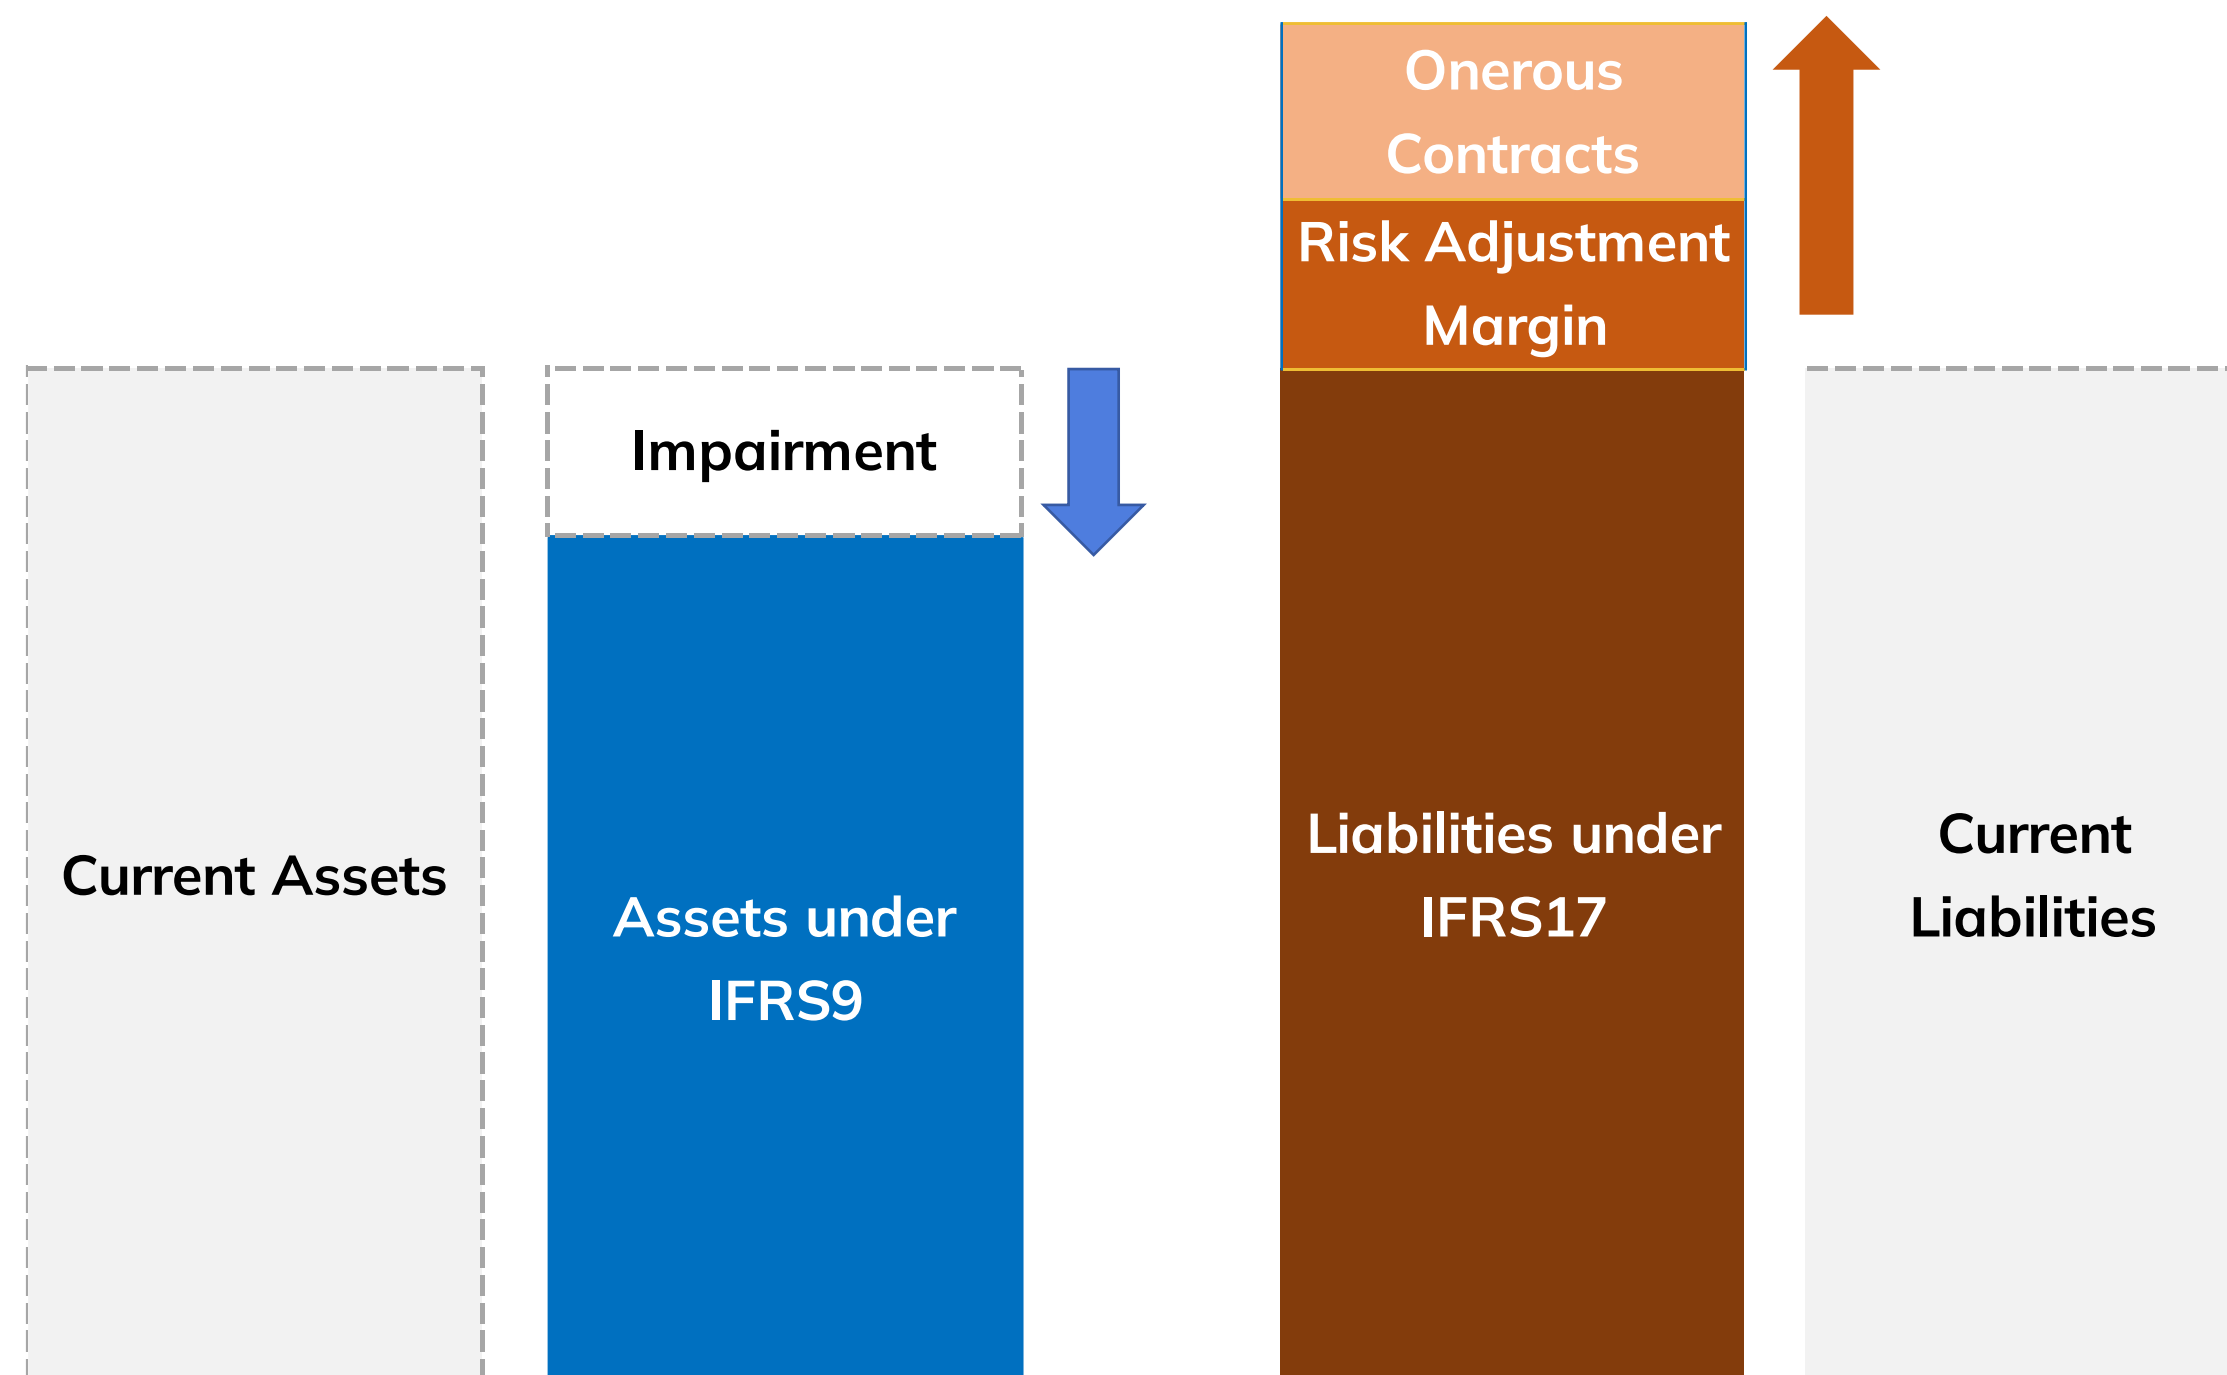 Onerous
Contracts
Risk Adjustment
Margin
Impairment
Current Assets
Assets under
IFRS9
Liabilities under
IFRS17
Current
Liabilities